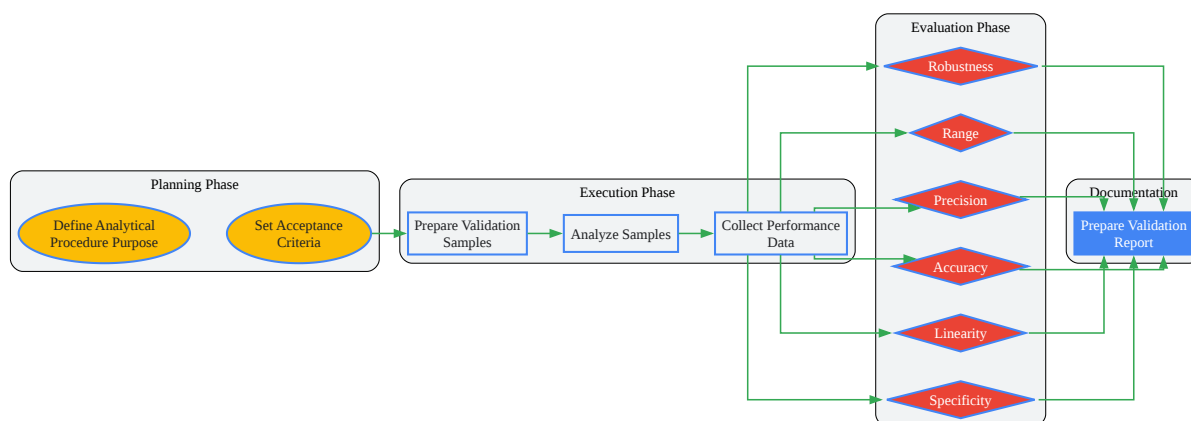 Planning Phase
Define Analytical
Procedure Purpose
Set Acceptance
Criteria
Execution Phase
Prepare Validation
Samples
Analyze Samples
Collect Performance
Data
Evaluation Phase
Robustness
Range
Precision
Accuracy
Linearity
Specificity
Documentation
Prepare Validation
Report